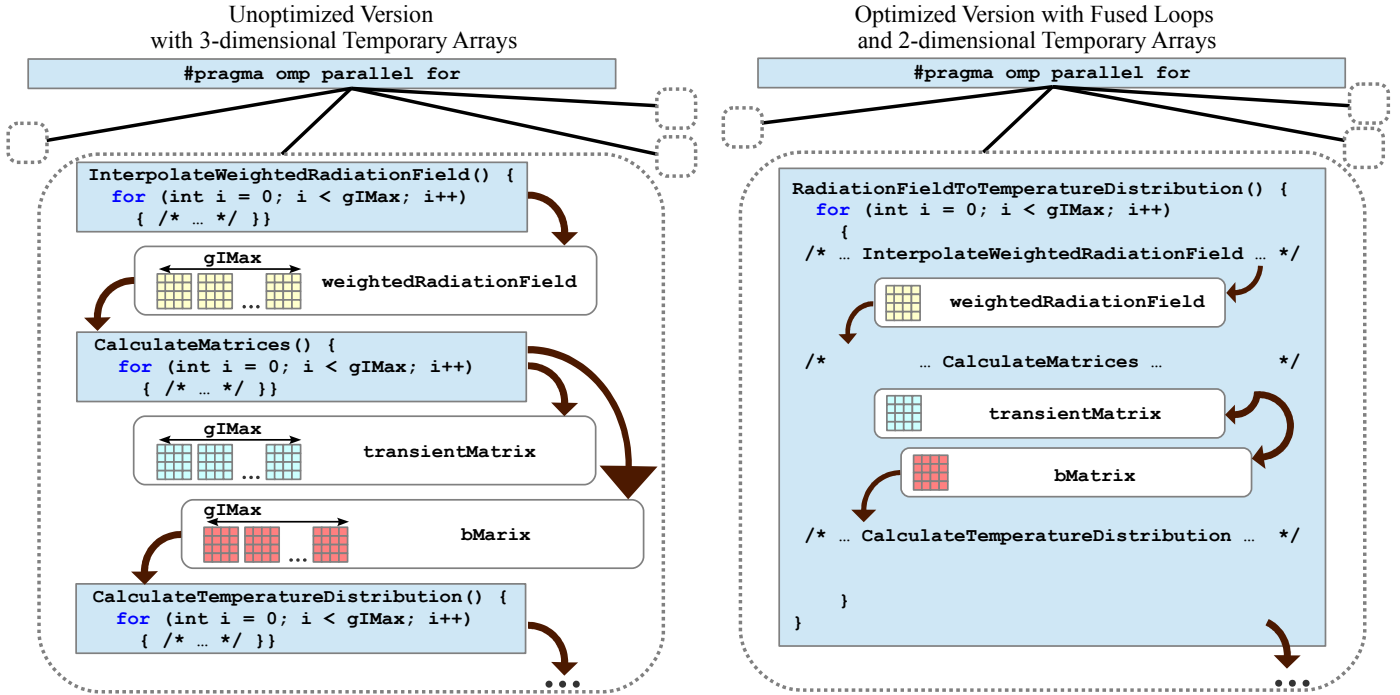 Unoptimized Version
with 3-dimensional Temporary Arrays
#pragma omp parallel for
InterpolateWeightedRadiationField() {
for (int i = 0; i < gIMax; i++)
{ /* … */ }}
gIMax
weightedRadiationField
...
CalculateMatrices() {
for (int i = 0; i < gIMax; i++)
{ /* … */ }}
gIMax
transientMatrix
...
gIMax
bMarix
...
CalculateTemperatureDistribution() {
for (int i = 0; i < gIMax; i++)
{ /* … */ }}
...
Optimized Version with Fused Loops
and 2-dimensional Temporary Arrays
#pragma omp parallel for
RadiationFieldToTemperatureDistribution() {
for (int i = 0; i < gIMax; i++)
{
/* … InterpolateWeightedRadiationField … */
weightedRadiationField
/* … CalculateMatrices … */
transientMatrix
bMatrix
/* … CalculateTemperatureDistribution … */
}
}
...